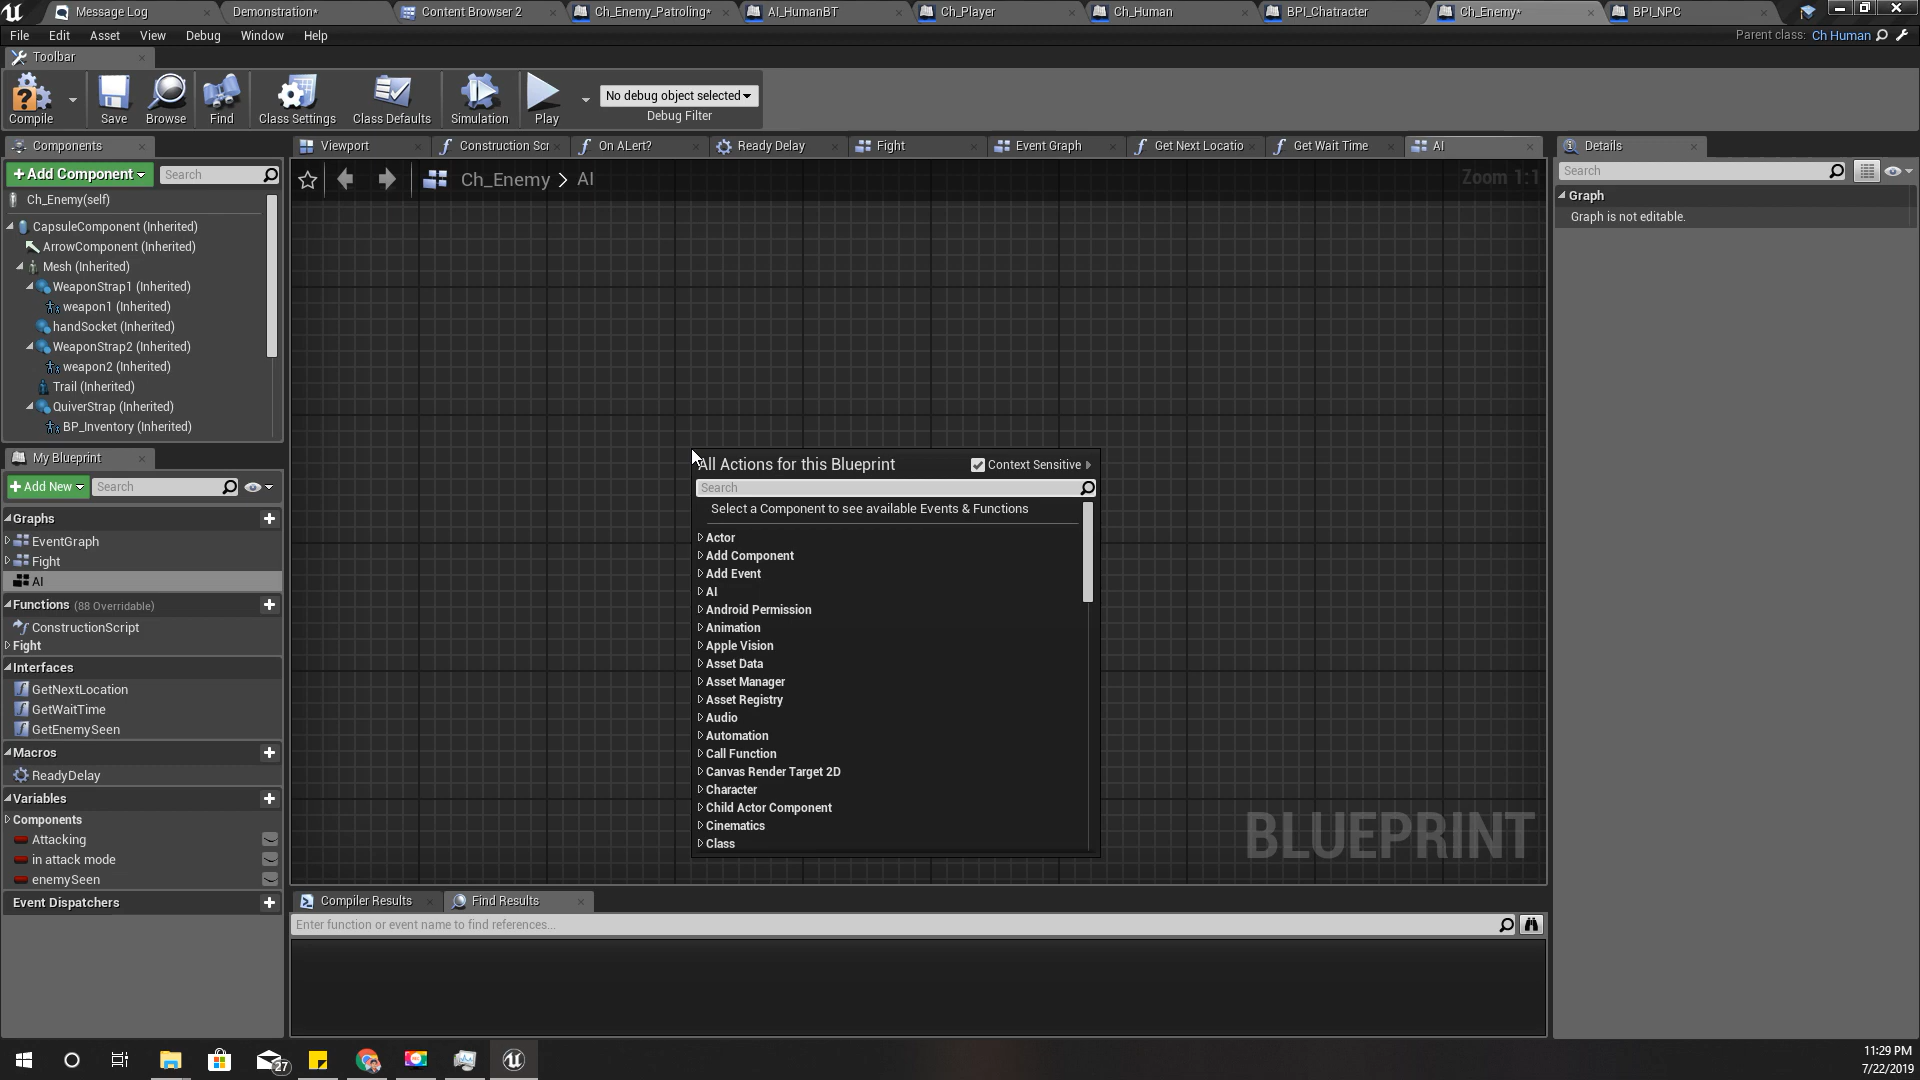 Message Log
Demonstration*
Content Browser 2
Ch_Enemy_Patroling*
AI_HumanBT
Ch_Player
Ch_Human
BPI_Chatracter
Ch_Enemy*
BPI_NPC
File Edit Asset View Debug Window Help
Parent class: Ch Human
Toolbar
Compile
Save
Browse
Find
Class Settings
Class Defaults
Simulation
Play
No debug object selected
Debug Filter
Components
+Add Component
Search
Ch_Enemy(self)
CapsuleComponent (Inherited)
ArrowComponent (Inherited)
Mesh (Inherited)
WeaponStrap1 (Inherited)
weapon1 (Inherited)
handSocket (Inherited)
WeaponStrap2 (Inherited)
weapon2 (Inherited)
Trail (Inherited)
QuiverStrap (Inherited)
BP_Inventory (Inherited)
My Blueprint
+Add New
Search
Graphs
EventGraph
Fight
AI
Functions (88 Overridable)
ConstructionScript
Fight
Interfaces
GetNextLocation
GetWaitTime
GetEnemySeen
Macros
ReadyDelay
Variables
Components
Attacking
in attack mode
enemySeen
Event Dispatchers
Viewport
Construction Scr
On ALert?
Ready Delay
Fight
Event Graph
Get Next Locatio
Get Wait Time
AI
Ch_Enemy > AI
Zoom 1:1
All Actions for this Blueprint
Context Sensitive
Search
Select a Component to see available Events & Functions
Actor
Add Component
Add Event
AI
Android Permission
Animation
Apple Vision
Asset Data
Asset Manager
Asset Registry
Audio
Automation
Call Function
Canvas Render Target 2D
Character
Child Actor Component
Cinematics
Class
BLUEPRINT
Compiler Results
Find Results
Enter function or event name to find references...
Details
Search
Graph
Graph is not editable.
27
11:29 PM
7/22/2019